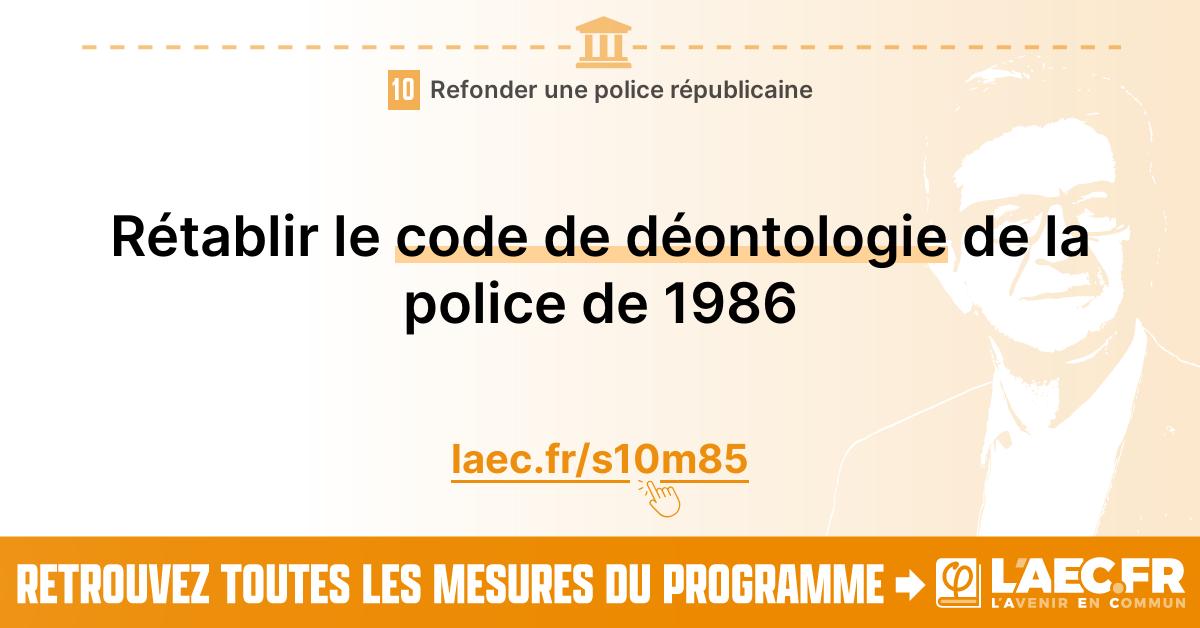 10 Refonder une police républicaine
Rétablir le code de déontologie de la
police de 1986
laec.fr/s10m85
RETROUVEZ TOUTES LES MESURES DU PROGRAMME
L'AEC.FR
L'AVENIR EN COMMUN